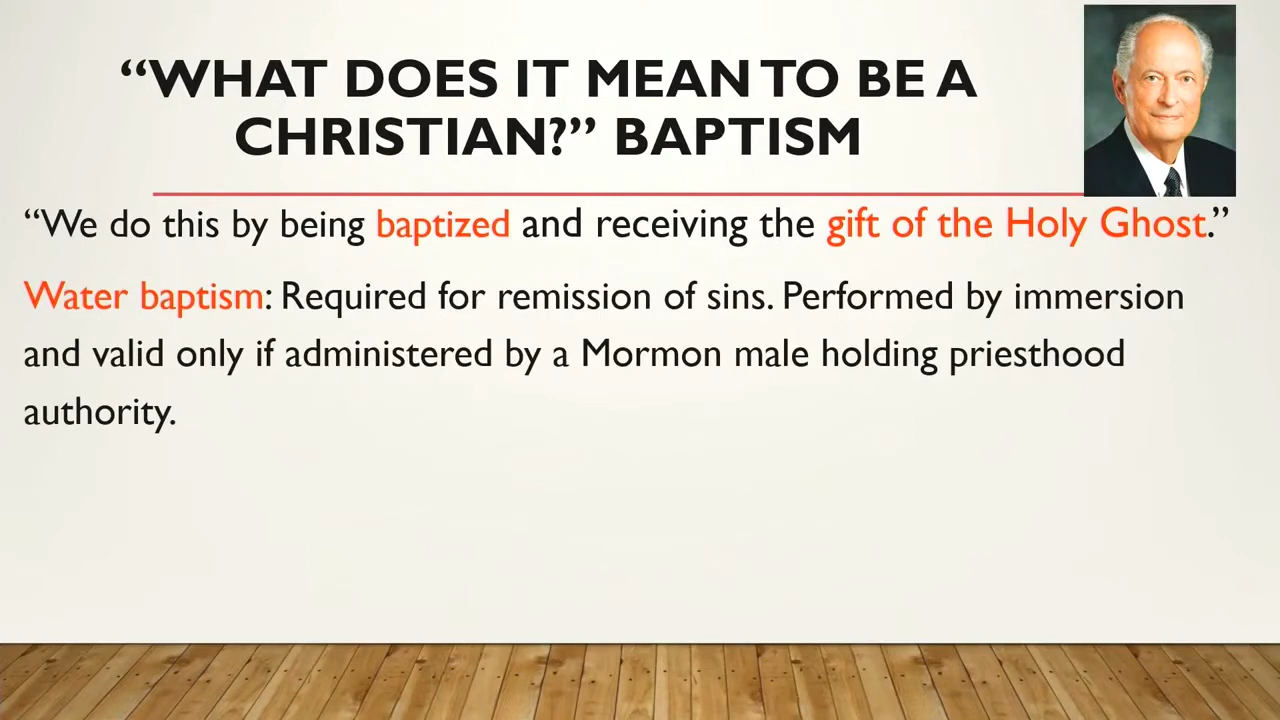 “WHAT DOES IT MEAN TO BE A
CHRISTIAN?” BAPTISM
“We do this by being baptized and receiving the gift of the Holy Ghost.”
Water baptism: Required for remission of sins. Performed by immersion
and valid only if administered by a Mormon male holding priesthood
authority.